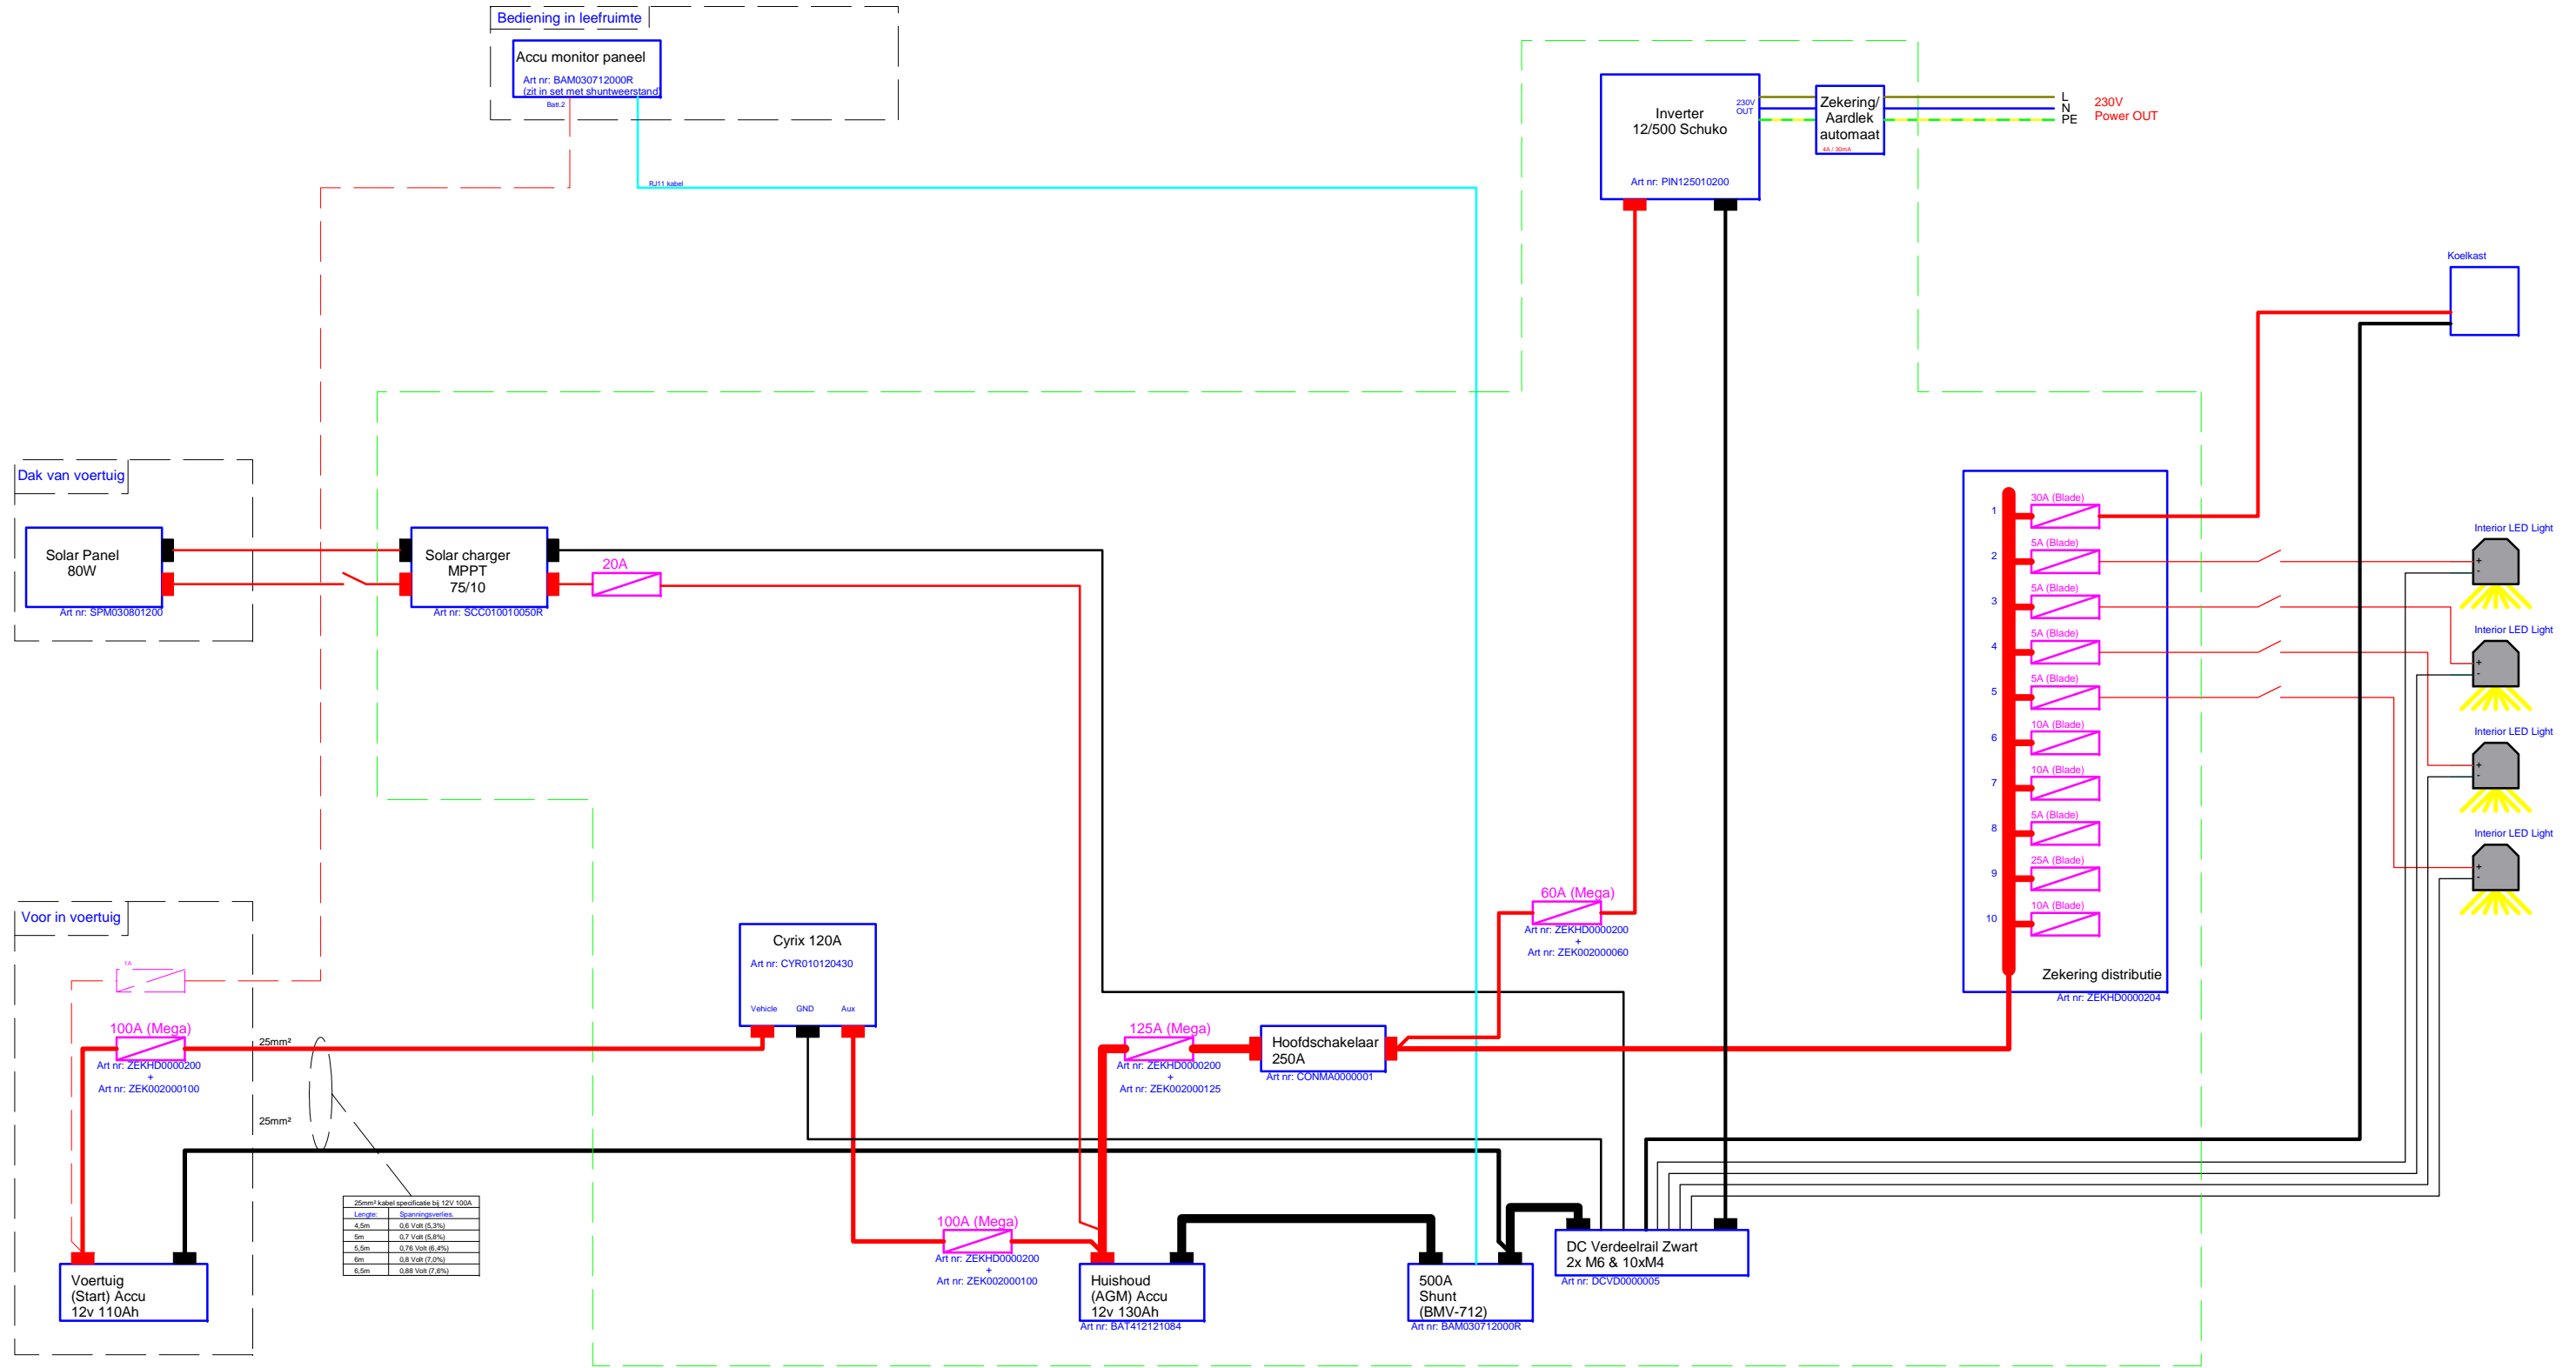 Bediening in leefruimte
Accu monitor paneel
Art nr: BAM030712000R
(zit in set met shuntweerstand)
Batt.2
RJ11 kabel
Inverter
12/500 Schuko
230V
OUT
Art nr: PIN125010200
Zekering/
Aardlek
automaat
4A / 30mA
L
N
PE
230V
Power OUT
Koelkast
Dak van voertuig
Solar Panel
80W
Art nr: SPM030801200
Solar charger
MPPT
75/10
Art nr: SCC010010050R
20A
1
30A (Blade)
2
5A (Blade)
3
5A (Blade)
4
5A (Blade)
5
5A (Blade)
6
10A (Blade)
7
10A (Blade)
8
5A (Blade)
9
25A (Blade)
10
10A (Blade)
Zekering distributie
Art nr: ZEKHD0000204
Interior LED Light
+
-
Interior LED Light
+
-
Interior LED Light
+
-
Interior LED Light
+
-
Voor in voertuig
1A
100A (Mega)
Art nr: ZEKHD0000200
+
Art nr: ZEK002000100
25mm²
25mm²
25mm² kabel specificatie bij 12V 100A
Lengte: Spanningsverlies.
4,5m 0,6 Volt (5,3%)
5m 0,7 Volt (5,8%)
5,5m 0,76 Volt (6,4%)
6m 0,8 Volt (7,0%)
6,5m 0,88 Volt (7,6%)
Voertuig
(Start) Accu
12v 110Ah
Cyrix 120A
Art nr: CYR010120430
Vehicle GND Aux
100A (Mega)
Art nr: ZEKHD0000200
+
Art nr: ZEK002000100
125A (Mega)
Art nr: ZEKHD0000200
+
Art nr: ZEK002000125
Hoofdschakelaar
250A
Art nr: CONMA0000001
60A (Mega)
Art nr: ZEKHD0000200
+
Art nr: ZEK002000060
Huishoud
(AGM) Accu
12v 130Ah
Art nr: BAT412121084
500A
Shunt
(BMV-712)
Art nr: BAM030712000R
DC Verdeelrail Zwart
2x M6 & 10xM4
Art nr: DCVD0000005